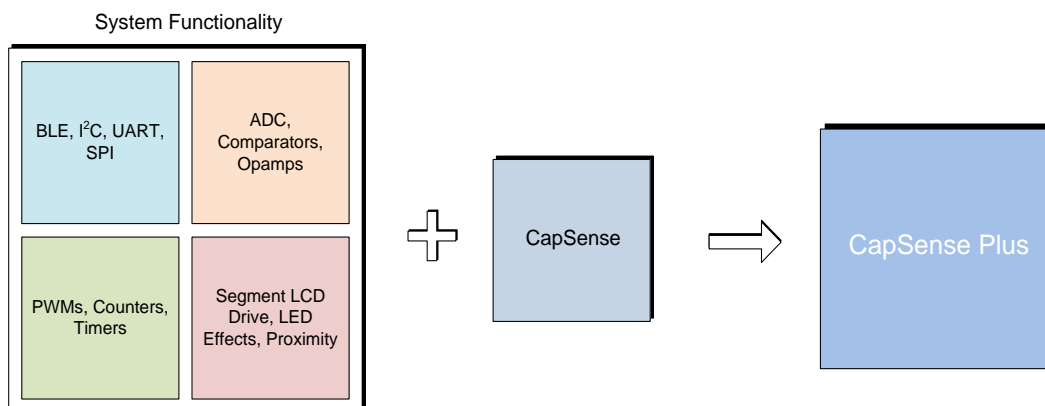 System Functionality
BLE, I²C, UART,
SPI
ADC,
Comparators,
Opamps
PWMs, Counters,
Timers
Segment LCD
Drive, LED
Effects, Proximity
CapSense
CapSense Plus